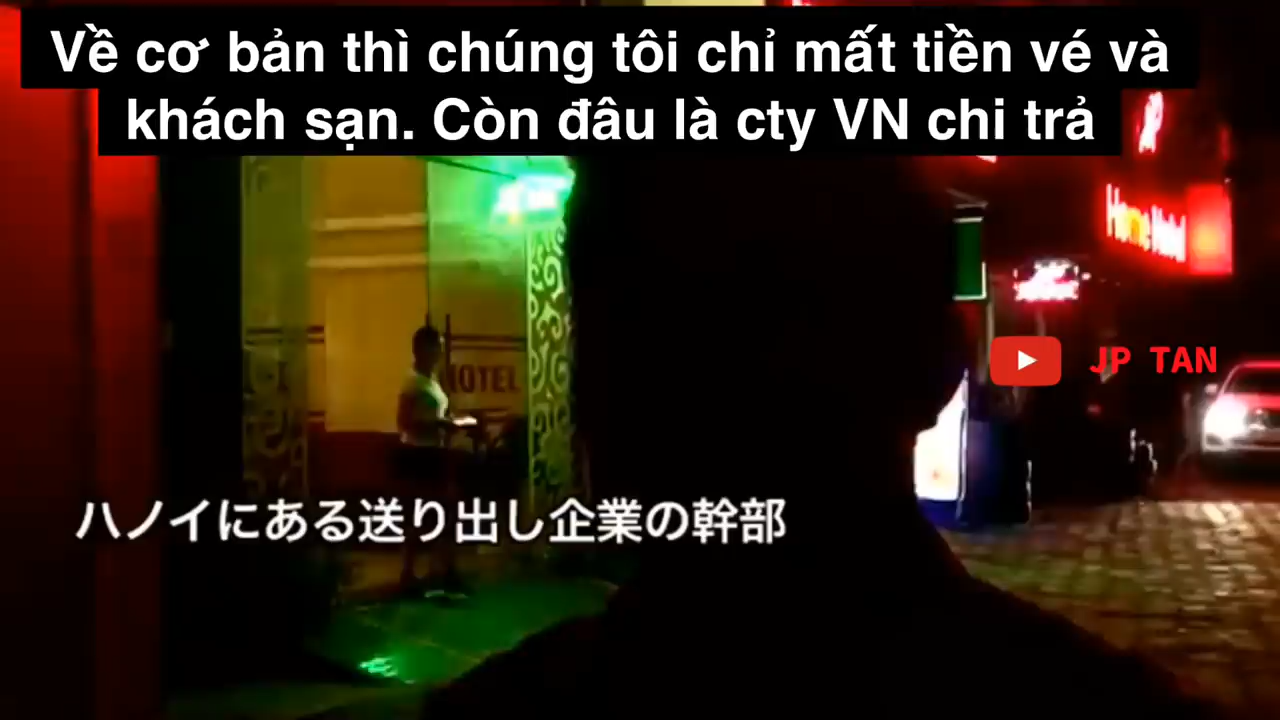 Về cơ bản thì chúng tôi chỉ mất tiền vé và
khách sạn. Còn đâu là cty VN chi trả
Home Hotel
JP TAN
HOTEL
ハノイにある送り出し企業の幹部